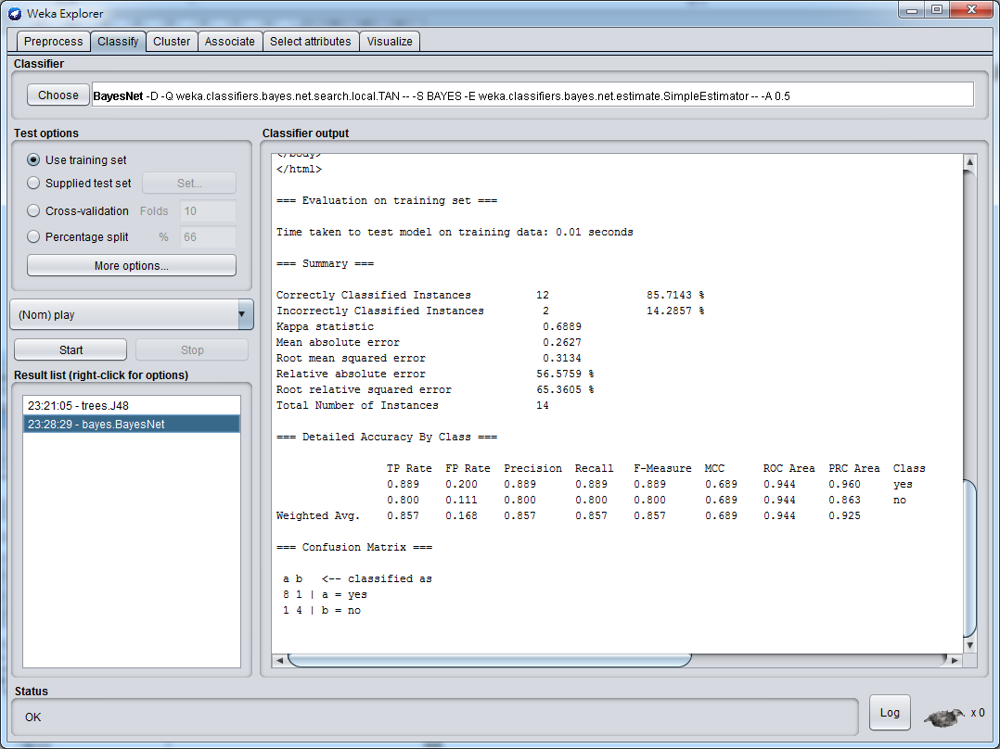 Weka Explorer
Preprocess Classify Cluster Associate Select attributes Visualize
Classifier
Choose BayesNet -D -Q weka.classifiers.bayes.net.search.local.TAN -- -S BAYES -E weka.classifiers.bayes.net.estimate.SimpleEstimator -- -A 0.5
Test options
Use training set
Supplied test set Set...
Cross-validation Folds 10
Percentage split % 66
More options...
(Nom) play
Start Stop
Result list (right-click for options)
23:21:05 - trees.J48
23:28:29 - bayes.BayesNet
Classifier output
</body>
</html>
=== Evaluation on training set ===
Time taken to test model on training data: 0.01 seconds
=== Summary ===
Correctly Classified Instances 12 85.7143 %
Incorrectly Classified Instances 2 14.2857 %
Kappa statistic 0.6889
Mean absolute error 0.2627
Root mean squared error 0.3134
Relative absolute error 56.5759 %
Root relative squared error 65.3605 %
Total Number of Instances 14
=== Detailed Accuracy By Class ===
TP Rate FP Rate Precision Recall F-Measure MCC ROC Area PRC Area Class
0.889 0.200 0.889 0.889 0.889 0.689 0.944 0.960 yes
0.800 0.111 0.800 0.800 0.800 0.689 0.944 0.863 no
Weighted Avg. 0.857 0.168 0.857 0.857 0.857 0.689 0.944 0.925
=== Confusion Matrix ===
a b <-- classified as
8 1 | a = yes
1 4 | b = no
Status
OK
Log
x 0